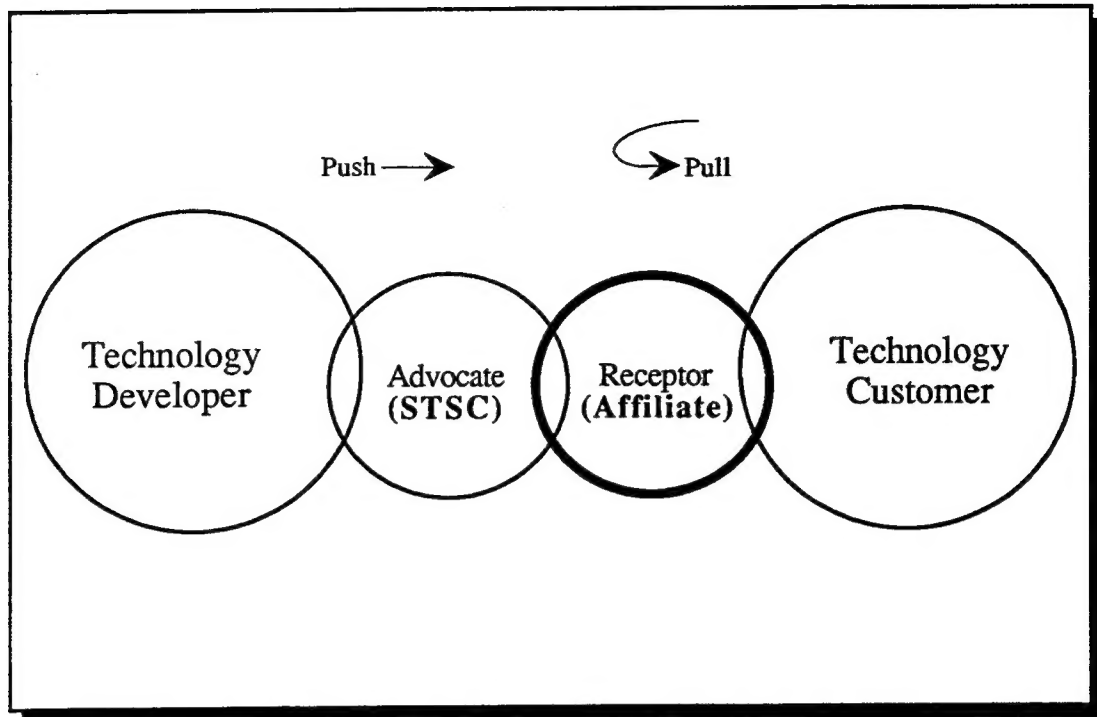 Push
Pull
Technology
Developer
Advocate
(STSC)
Receptor
(Affiliate)
Technology
Customer